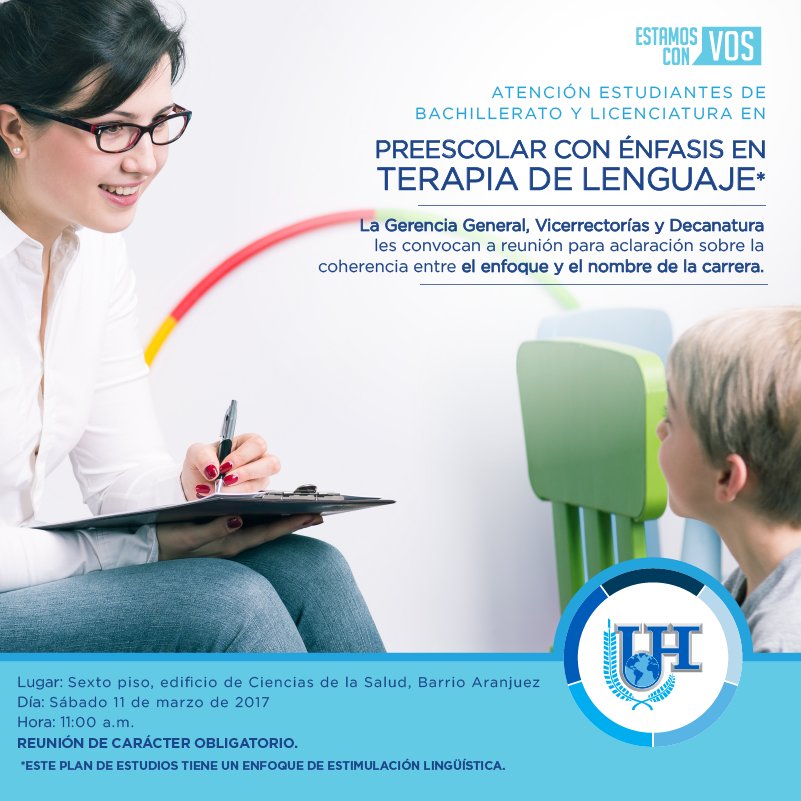 ESTAMOS
CON VOS
ATENCIÓN ESTUDIANTES DE
BACHILLERATO Y LICENCIATURA EN
PREESCOLAR CON ÉNFASIS EN
TERAPIA DE LENGUAJE*
La Gerencia General, Vicerrectorías y Decanatura
les convocan a reunión para aclaración sobre la
coherencia entre el enfoque y el nombre de la carrera.
UH
Lugar: Sexto piso, edificio de Ciencias de la Salud, Barrio Aranjuez
Día: Sábado 11 de marzo de 2017
Hora: 11:00 a.m.
REUNIÓN DE CARÁCTER OBLIGATORIO.
*ESTE PLAN DE ESTUDIOS TIENE UN ENFOQUE DE ESTIMULACIÓN LINGÜÍSTICA.